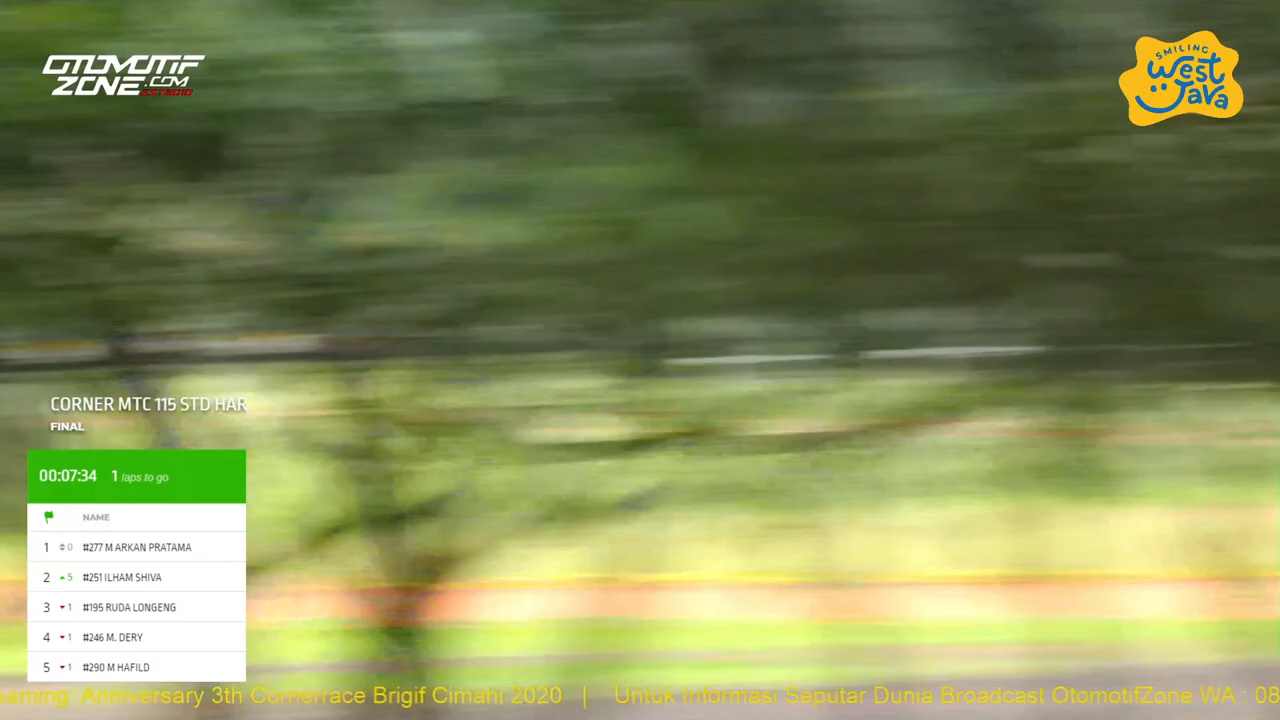 OTOMOTIF
ZONE.COM
SMILING
West
Java
CORNER MTC 115 STD HAR
FINAL
00:07:34 1 laps to go
NAME
1 0 #277 M ARKAN PRATAMA
2 5 #251 ILHAM SHIVA
3 1 #195 RUDA LONGENG
4 1 #246 M. DERY
5 1 #290 M HAFILD
eaming Anniversary 3th Cornerrace Brigif Cimahi 2020 | Untuk Informasi Seputar Dunia Broadcast OtomotifZone WA : 08